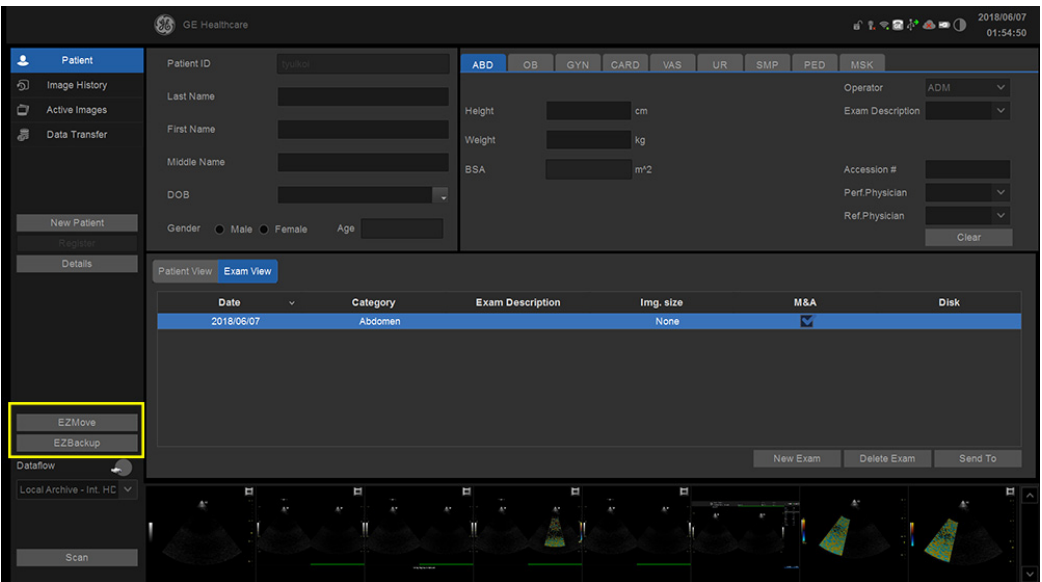 GE Healthcare
2018/06/07
01:54:50
Patient
Image History
Active Images
Data Transfer
New Patient
Register
Details
EZMove
EZBackup
Dataflow
Local Archive - Int. HD
Scan
Patient ID
Last Name
First Name
Middle Name
DOB
Gender Male Female Age
ABD OB GYN CARD VAS UR SMP PED MSK
Height cm
Weight kg
BSA m^2
Operator ADM
Exam Description
Accession #
Perf.Physician
Ref.Physician
Clear
Patient View Exam View
Date Category Exam Description Img. size M&A Disk
2018/06/07 Abdomen None
New Exam Delete Exam Send To